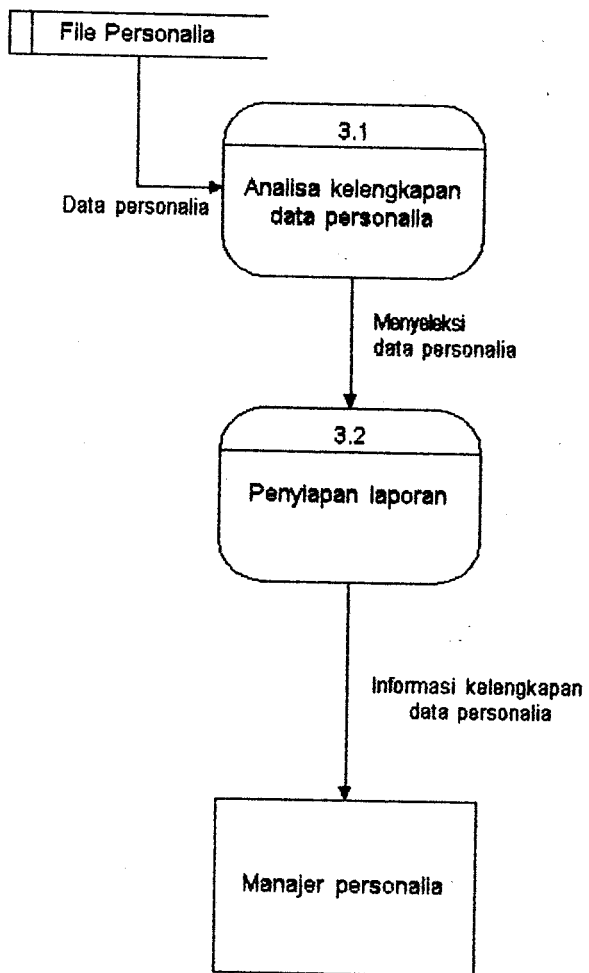 File Personalia
Data personalia
3.1
Analisa kelengkapan
data personalia
Menyeleksi
data personalia
3.2
Penyiapan laporan
Informasi kelengkapan
data personalia
Manajer personalia